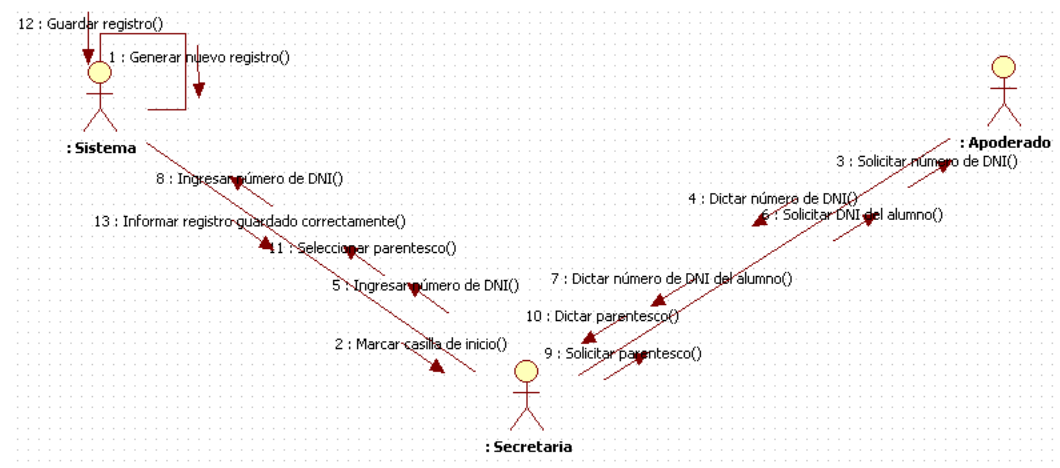 12 : Guardar registro()
1 : Generar nuevo registro()
: Sistema
: Apoderado
3 : Solicitar número de DNI()
8 : Ingresar número de DNI()
4 : Dictar número de DNI()
6 : Solicitar DNI del alumno()
13 : Informar registro guardado correctamente()
11 : Seleccionar parentesco()
7 : Dictar número de DNI del alumno()
5 : Ingresar número de DNI()
10 : Dictar parentesco()
2 : Marcar casilla de inicio()
9 : Solicitar parentesco()
: Secretaria